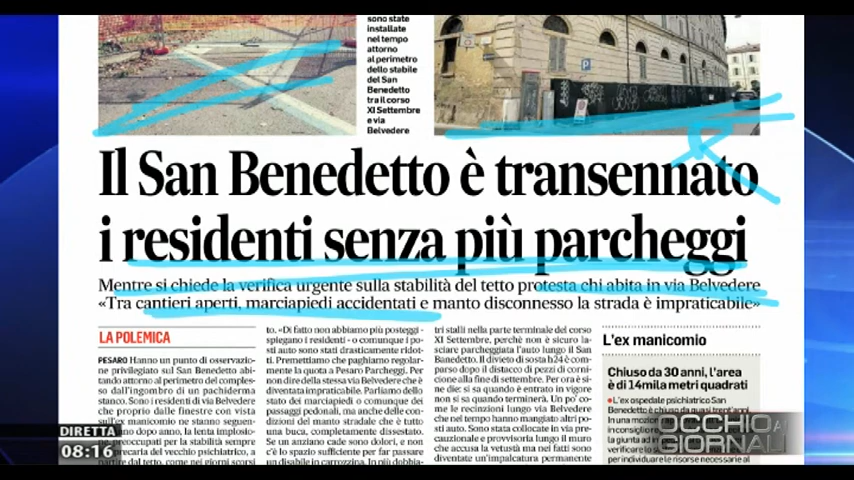 sono state
installate
nel tempo
attorno
al perimetro
dello stabile
del San
Benedetto
tra il corso
XI Settembre
e via
Belvedere
P
Il San Benedetto è transennato
i residenti senza più parcheggi
Mentre si chiede la verifica urgente sulla stabilità del tetto protesta chi abita in via Belvedere
«Tra cantieri aperti, marciapiedi accidentati e manto disconnesso la strada è impraticabile»
LA POLEMICA
PESARO Hanno un punto di osservazio-
ne privilegiato sul San Benedetto abi-
tando attorno al perimetro del comples-
so dall'ingombro di un pachiderma
stanco. Sono i residenti di via Belvedere
che proprio dalle finestre con vista
sull'ex manicomio ne stanno seguen-
anno dopo anno, la lenta implosio-
preoccupati per la stabilità sempre
precaria del vecchio psichiatrico, a
partire dal tetto, come nei giorni scorsi
to. «Di fatto non abbiamo più posteggi -
spiegano i residenti - o comunque i po-
sti auto sono stati drasticamente ridot-
ti. Premettiamo che paghiamo regolar-
mente la quota a Pesaro Parcheggi. Per
non dire della stessa via Belvedere che è
diventata impraticabile. Parliamo dello
stato dei marciapiedi o comunque dei
passaggi pedonali, ma anche delle con-
dizioni del manto stradale che è tutto
una buca, completamente dissestato.
Se un anziano cade sono dolori, e non
c'è lo spazio sufficiente per far passare
un disabile in carrozzina. In più dobbia-
tri stalli nella parte terminale del corso
XI Settembre, perchè non è sicuro la-
sciare parcheggiata l'auto lungo il San
Benedetto. Il divieto di sosta h24 è com-
parso dopo il distacco di pezzi di corni-
cione alla fine di settembre. Per ora è si-
ne die: si sa quando è entrato in vigore
non si sa quando terminerà. Un po' co-
me le recinzioni lungo via Belvedere
che nel tempo hanno mangiato altri po-
sti auto. Sono state collocate in via pre-
cauzionale e provvisoria lungo il muro
che accusa la vetustà ma nei fatti sono
diventate un'impalcatura permanente
L'ex manicomio
Chiuso da 30 anni, l'area
è di 14mila metri quadrati
● L'ex ospedale psichiatrico San
Benedetto è chiuso da quasi trent'anni.
In una mozion
inconsiglio
la giunta ad
verificare lo
per individuare le risorse necessarie al
DIRETTA
08:16
OCCHIO AI
GIORNALI